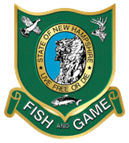 STATE OF NEW HAMPSHIRE
LIVE FREE OR DIE
FISH AND GAME